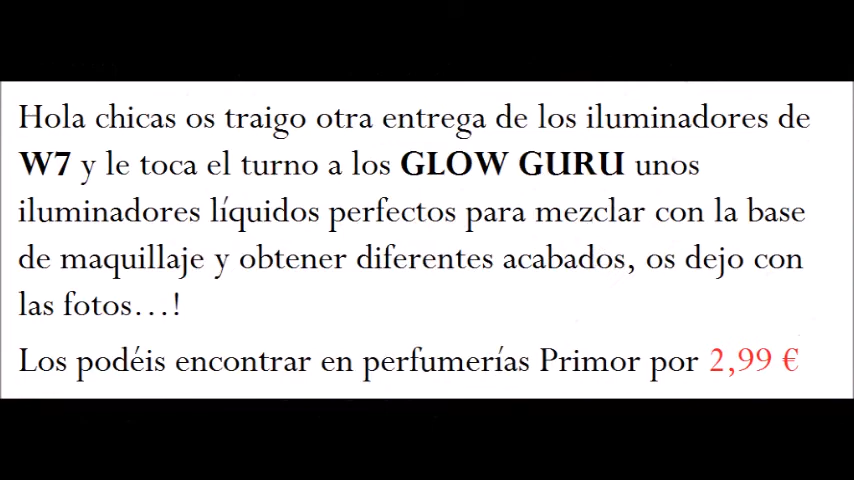 Hola chicas os traigo otra entrega de los iluminadores de
W7 y le toca el turno a los GLOW GURU unos
iluminadores líquidos perfectos para mezclar con la base
de maquillaje y obtener diferentes acabados, os dejo con
las fotos…!
Los podéis encontrar en perfumerías Primor por 2,99 €